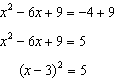 x² − 6x + 9 = −4 + 9
x² − 6x + 9 = 5
(x − 3)² = 5